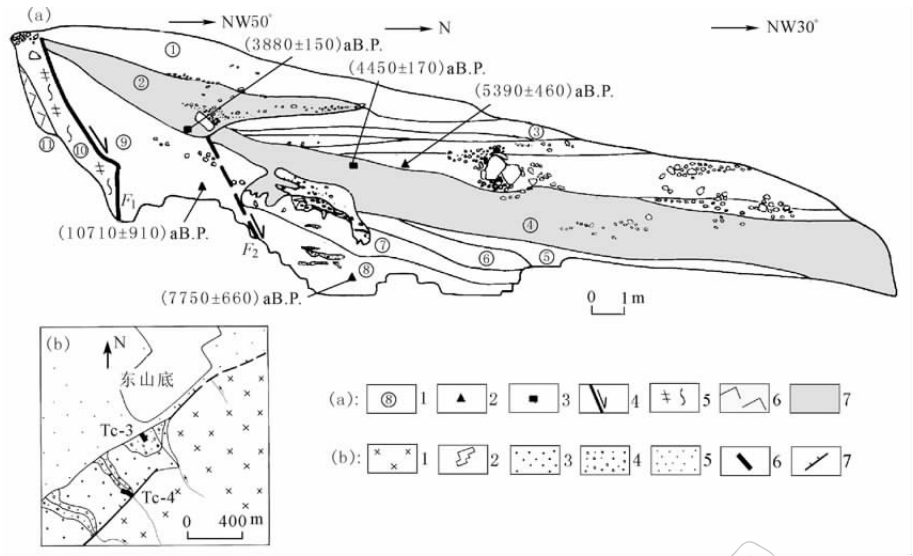 (a) NW50° N NW30°
① (3880±150)aB.P.
(4450±170)aB.P.
② (5390±460)aB.P.
③
⑪ ⑩ ⑨
F₁ ④
(10710±910)aB.P. F₂ ⑦ ⑥ ⑤
⑧
(7750±660)aB.P.
0 1 m
(b) N
东山底
Tc-3
Tc-4
0 400 m
(a): ⑧ 1 2 3 4 5 6 7
(b): 1 2 3 4 5 6 7